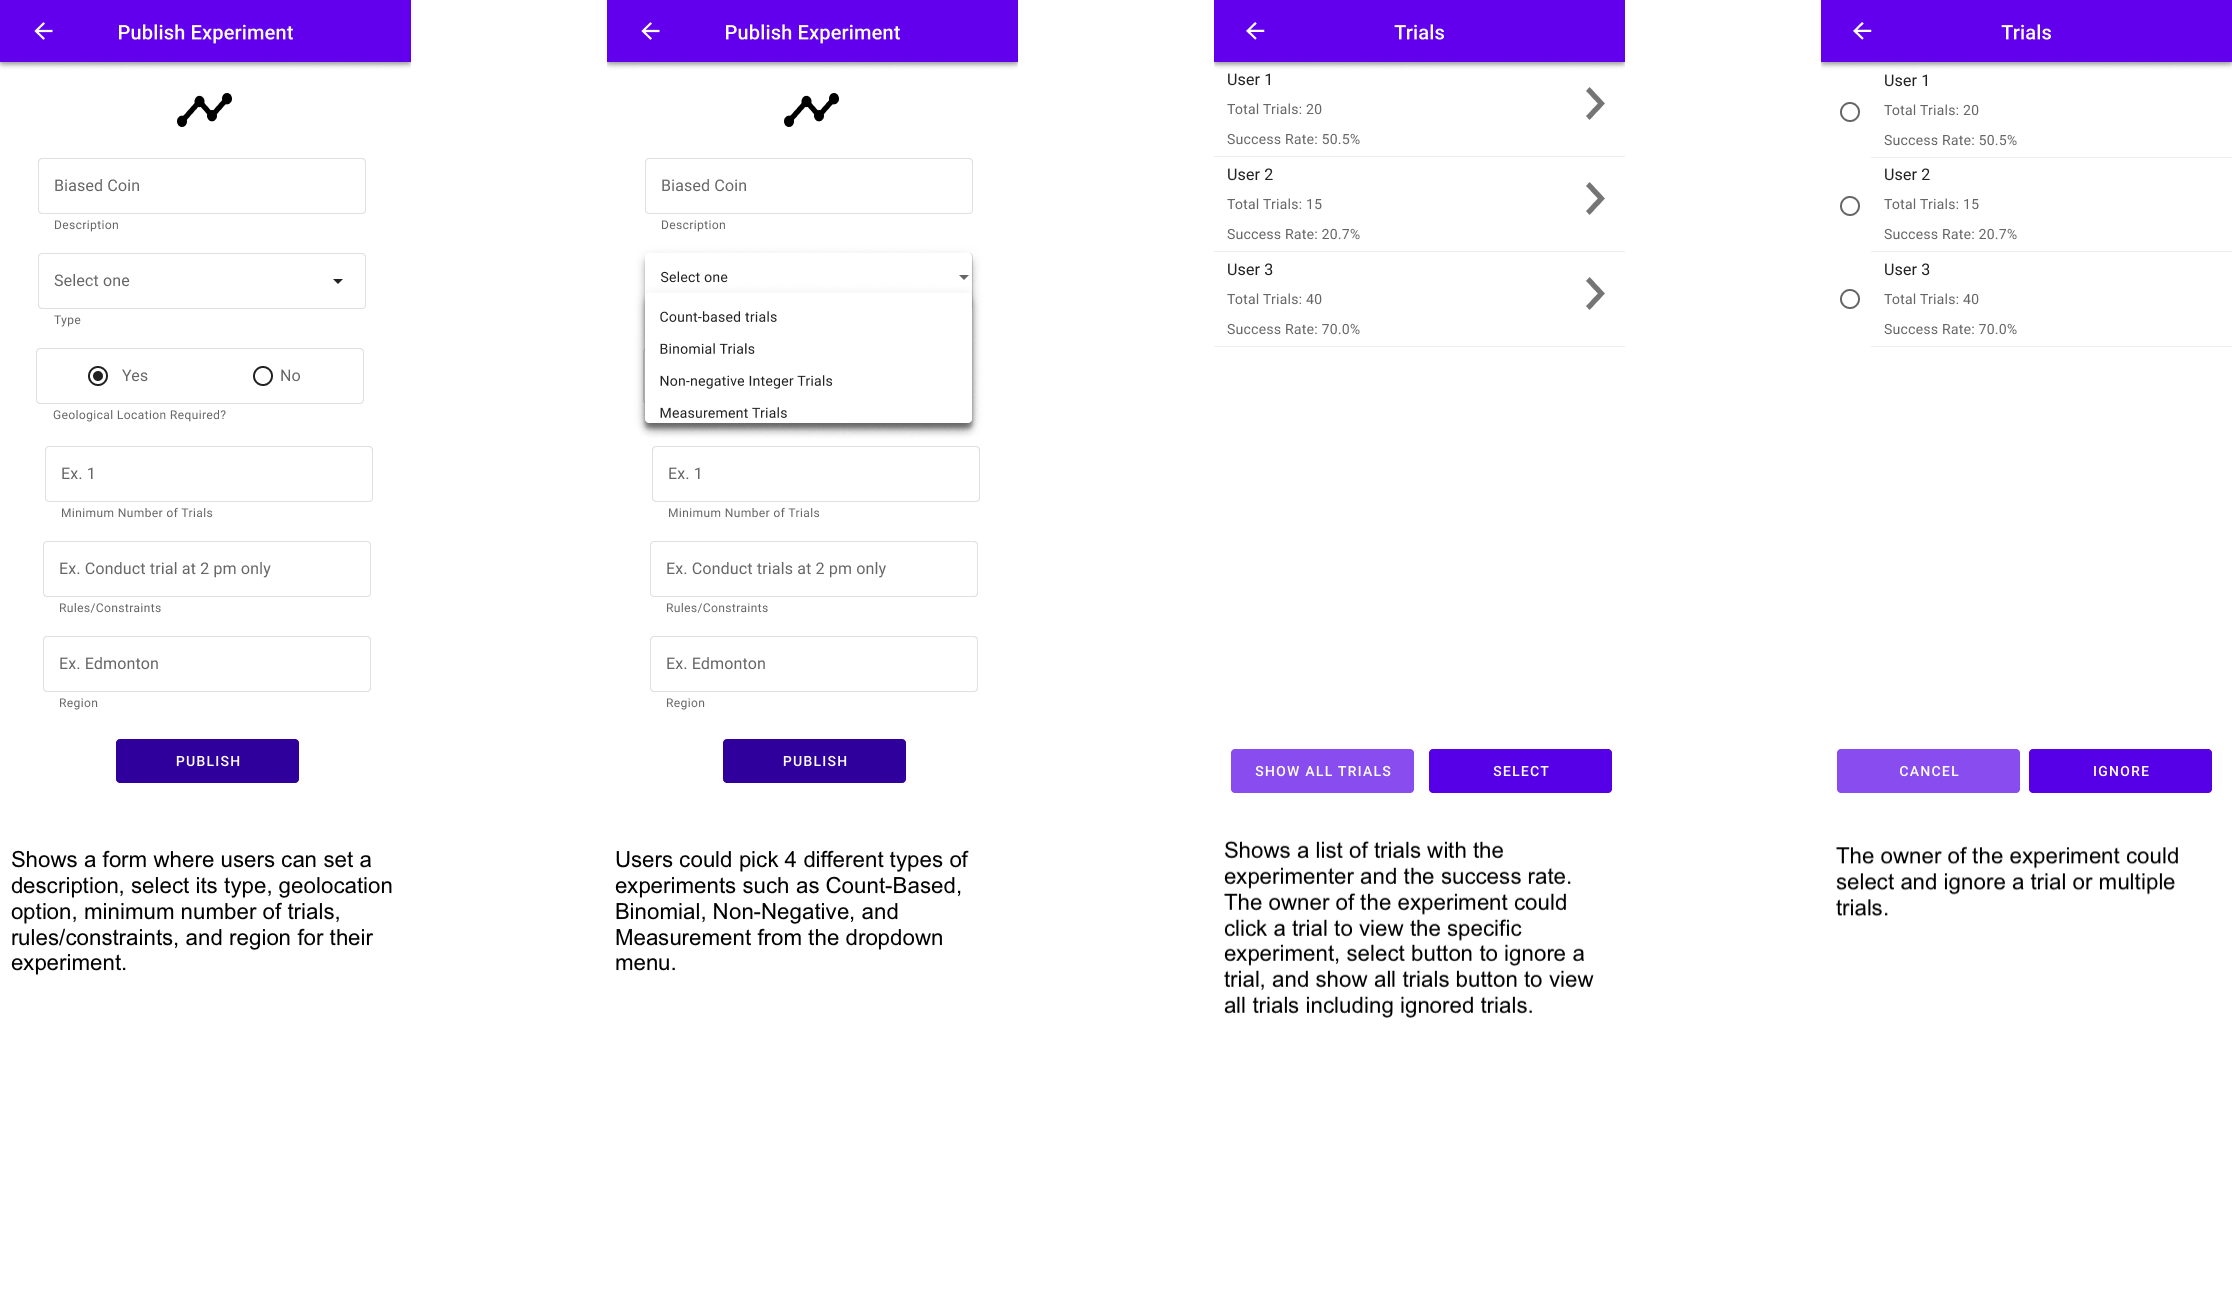 Publish Experiment
Biased Coin
Description
Select one
Type
Yes
No
Geological Location Required?
Ex. 1
Minimum Number of Trials
Ex. Conduct trial at 2 pm only
Rules/Constraints
Ex. Edmonton
Region
PUBLISH
Shows a form where users can set a
description, select its type, geolocation
option, minimum number of trials,
rules/constraints, and region for their
experiment.
Publish Experiment
Biased Coin
Description
Select one
Count-based trials
Binomial Trials
Non-negative Integer Trials
Measurement Trials
Ex. 1
Minimum Number of Trials
Ex. Conduct trials at 2 pm only
Rules/Constraints
Ex. Edmonton
Region
PUBLISH
Users could pick 4 different types of
experiments such as Count-Based,
Binomial, Non-Negative, and
Measurement from the dropdown
menu.
Trials
User 1
Total Trials: 20
Success Rate: 50.5%
User 2
Total Trials: 15
Success Rate: 20.7%
User 3
Total Trials: 40
Success Rate: 70.0%
SHOW ALL TRIALS
SELECT
Shows a list of trials with the
experimenter and the success rate.
The owner of the experiment could
click a trial to view the specific
experiment, select button to ignore a
trial, and show all trials button to view
all trials including ignored trials.
Trials
User 1
Total Trials: 20
Success Rate: 50.5%
User 2
Total Trials: 15
Success Rate: 20.7%
User 3
Total Trials: 40
Success Rate: 70.0%
CANCEL
IGNORE
The owner of the experiment could
select and ignore a trial or multiple
trials.